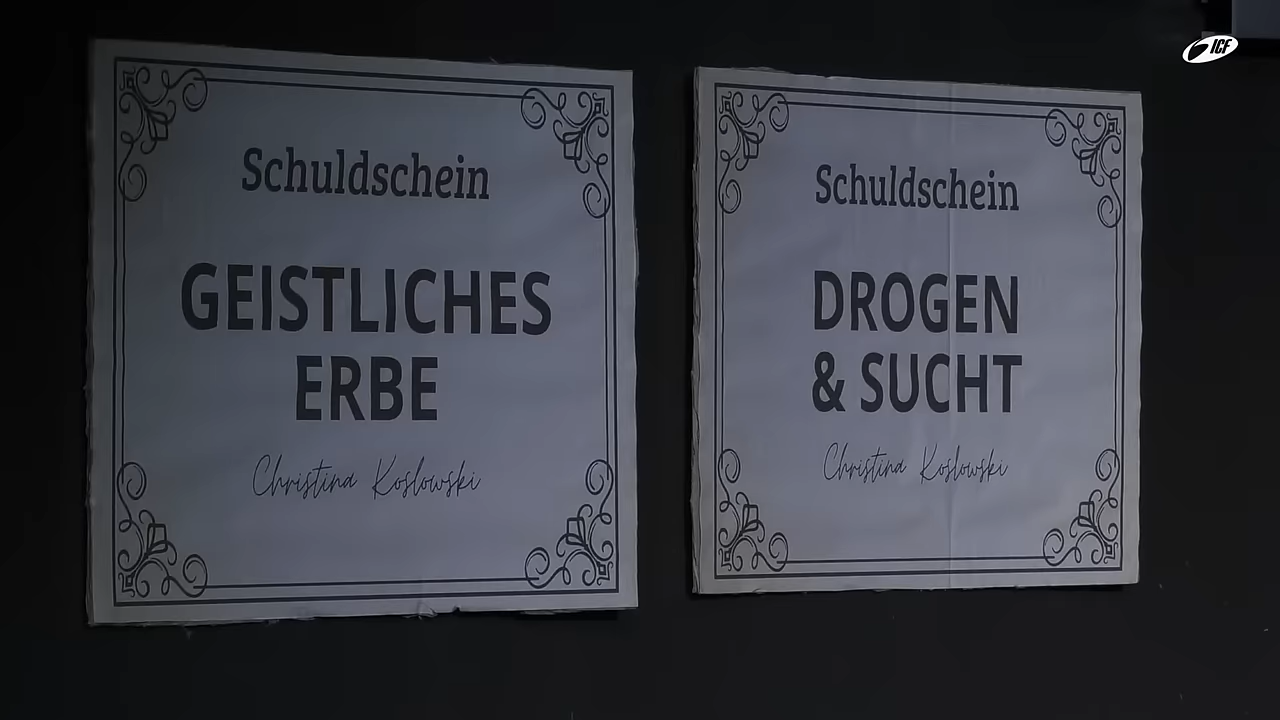 ICF
Schuldschein
GEISTLICHES
ERBE
Christina Koslowski
Schuldschein
DROGEN
& SUCHT
Christina Koslowski